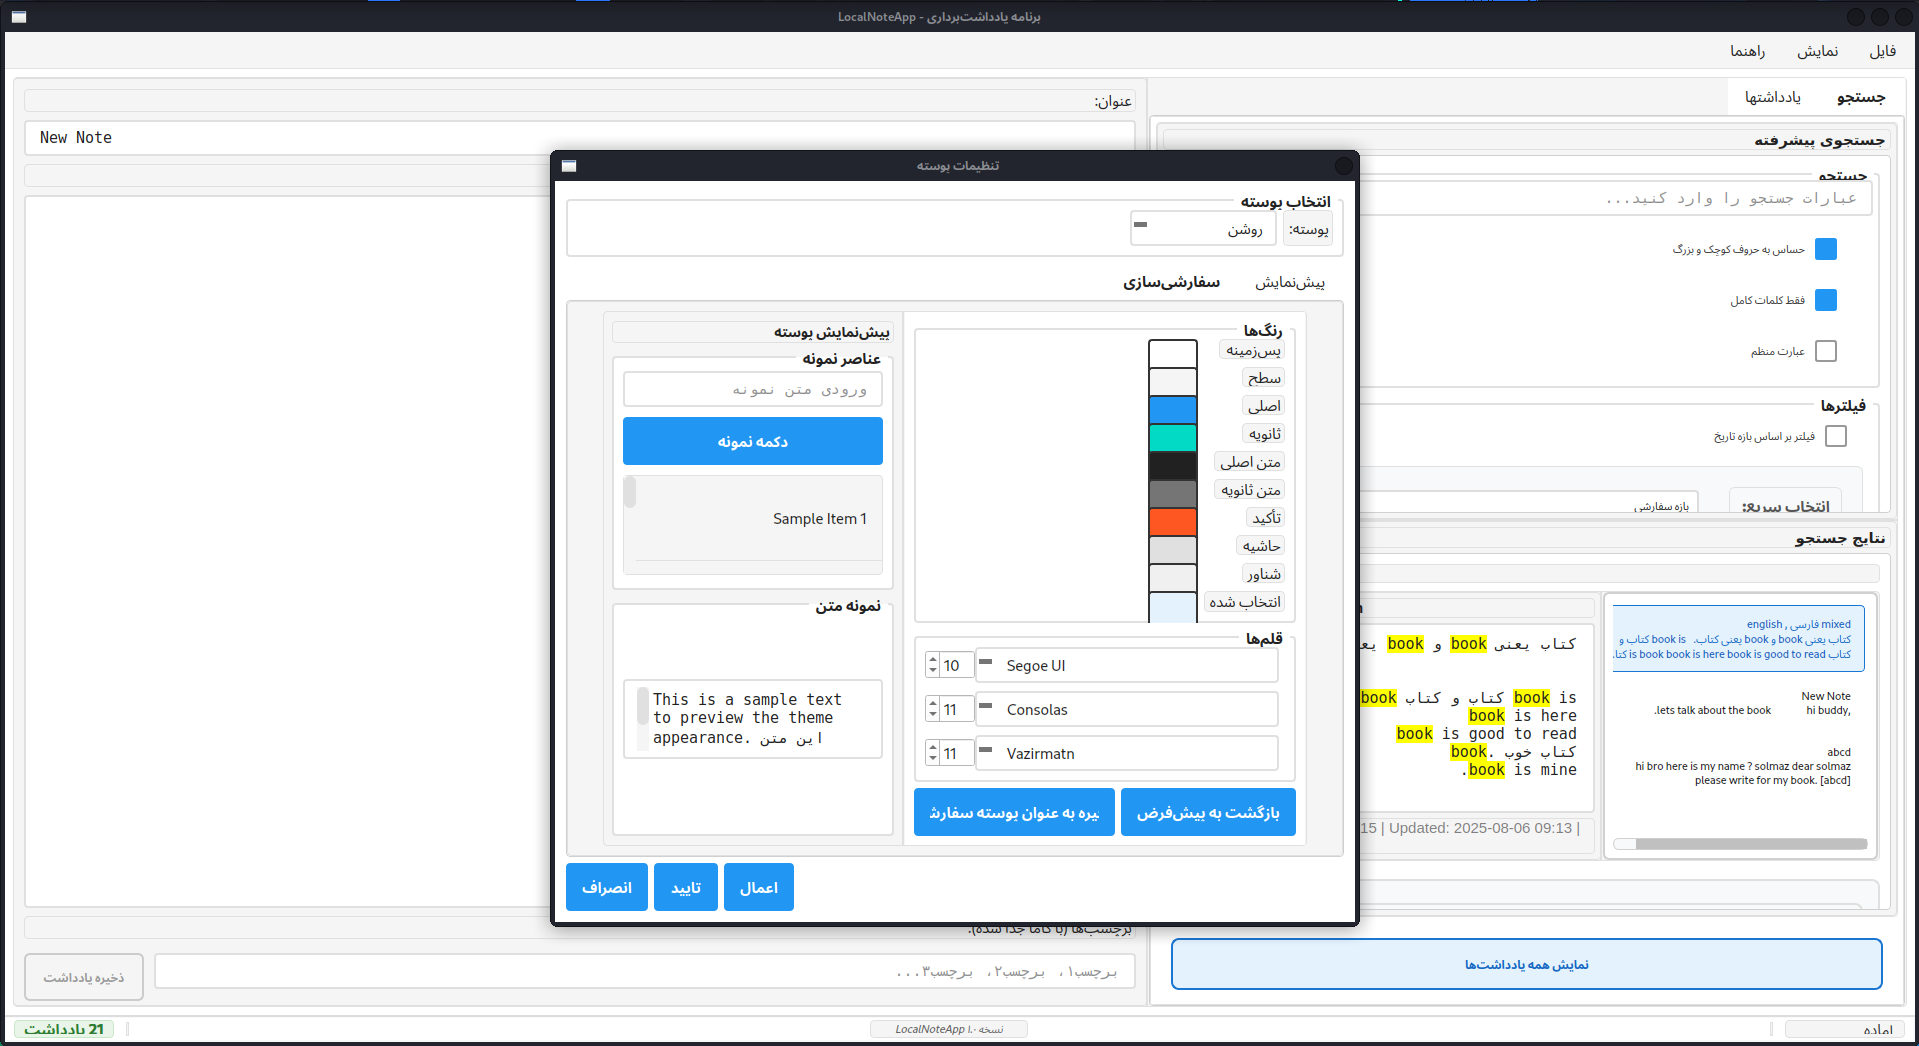 برنامه یادداشت‌برداری - LocalNoteApp
فایل
نمایش
راهنما
جستجو
یادداشتها
جستجوی پیشرفته
جستجو
عبارات جستجو را وارد کنید...
حساس به حروف کوچک و بزرگ
فقط کلمات کامل
عبارت منظم
فیلترها
فیلتر بر اساس بازه تاریخ
انتخاب سریع:
بازه سفارشی
نتایج جستجو
mixed فارسی , english
کتاب یعنی book و book یعنی کتاب. book is کتاب و
کتاب is book book is here book is good to read
New Note
hi buddy, lets talk about the book.
abcd
hi bro here is my name ? solmaz dear solmaz
please write for my book. [abcd]
کتاب یعنی book و book
book is کتاب و کتاب book
book is here
book is good to read
کتاب خوب book.
book is mine.
15 | Updated: 2025-08-06 09:13 |
نمایش همه یادداشت‌ها
عنوان:
New Note
برچسب‌ها (با کاما جدا شده):
برچسب۱، برچسب۲، برچسب۳...
ذخیره یادداشت
تنظیمات پوسته
انتخاب پوسته
پوسته:
روشن
پیش‌نمایش
سفارشی‌سازی
رنگ‌ها
پس‌زمینه
سطح
اصلی
ثانویه
متن اصلی
متن ثانویه
تأکید
حاشیه
شناور
انتخاب شده
قلم‌ها
Segoe UI
10
Consolas
11
Vazirmatn
11
بازگشت به پیش‌فرض
به عنوان پوسته
پیش‌نمایش پوسته
عناصر نمونه
ورودی متن نمونه
دکمه نمونه
Sample Item 1
نمونه متن
This is a sample text
to preview the theme
appearance. این متن
اعمال
تایید
انصراف
آماده
نسخه ۱.۰ LocalNoteApp
21 یادداشت